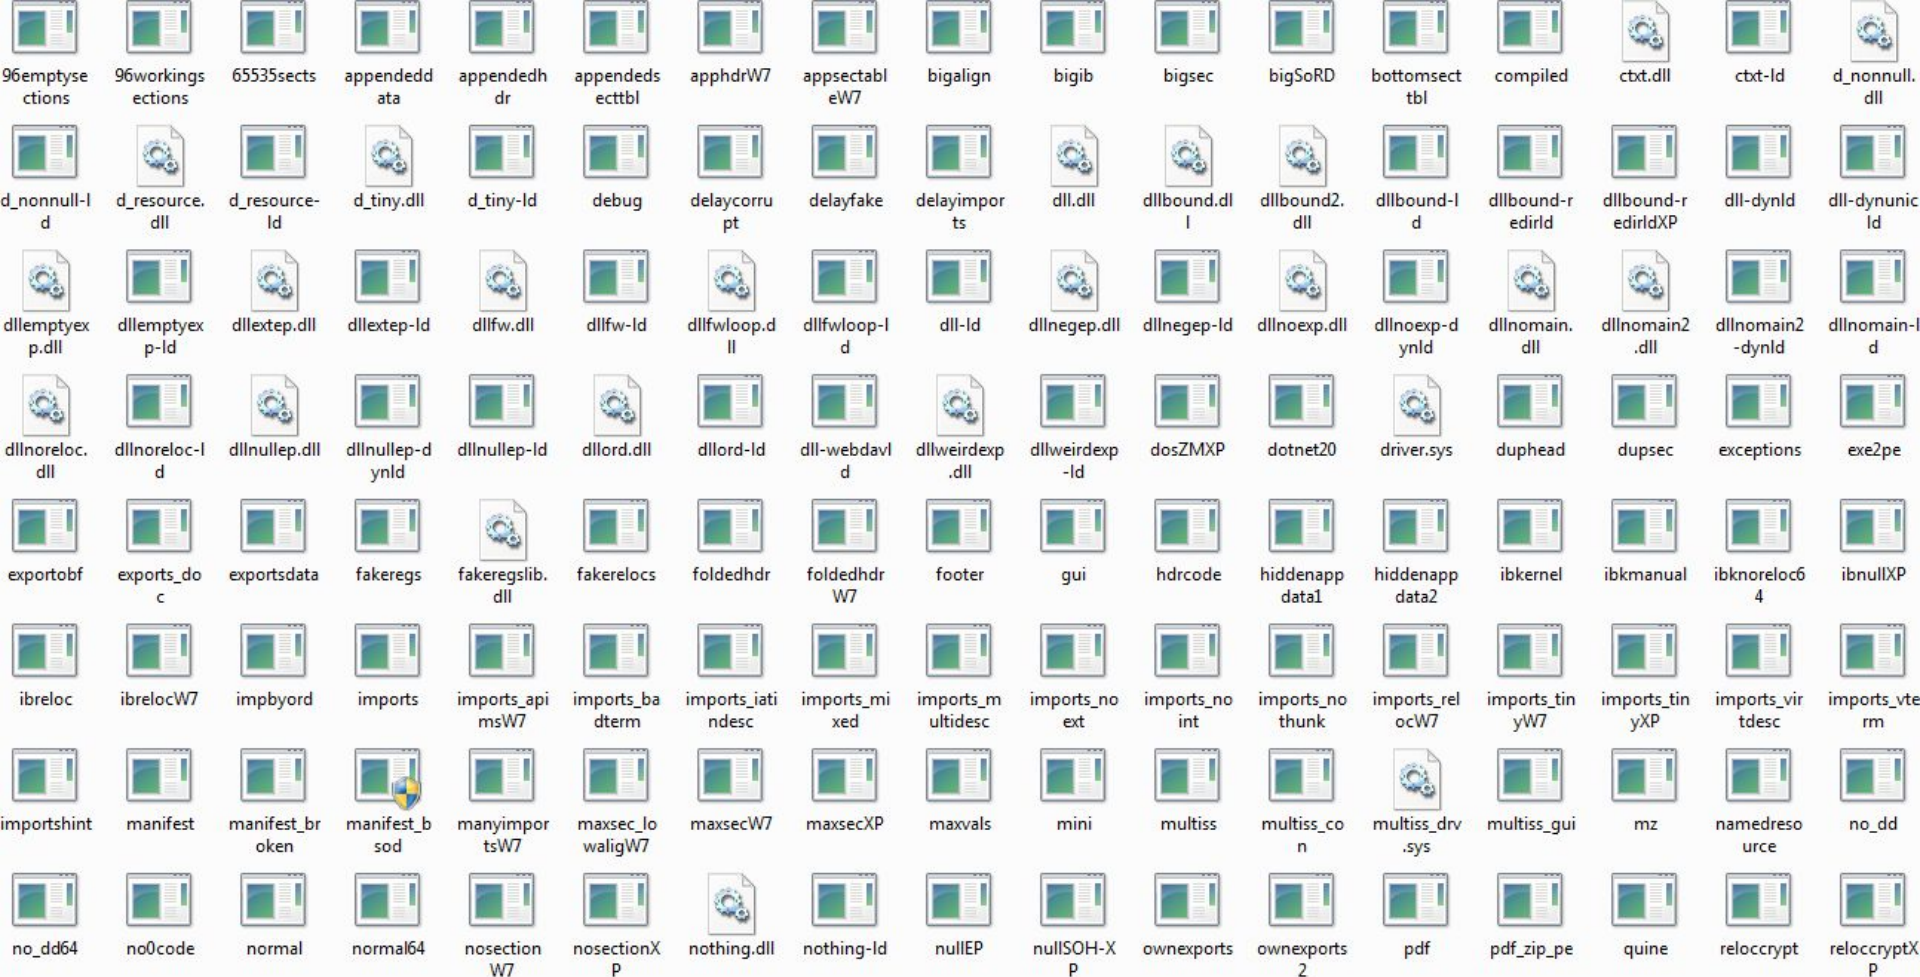 96emptyse 96workings 65535sects appendedd appendedh appendeds apphdrW7 appsectabl bigalign bigib bigsec bigSoRD bottomsect compiled ctxt.dll ctxt-ld d_nonnull.
ctions ections ata dr ecttbl eW7 tbl dll
d_nonnull-l d_resource. d_resource- d_tiny.dll d_tiny-ld debug delaycorru delayfake delayimpor dll.dll dllbound.dl dllbound2. dllbound-l dllbound-r dllbound-r dll-dynld dll-dynunic
d dll ld pt ts l dll d edirld edirldXP ld
dllemptyex dllemptyex dllextep.dll dllextep-ld dllfw.dll dllfw-ld dllfwloop.d dllfwloop-l dll-ld dllnegep.dll dllnegep-ld dllnoexp.dll dllnoexp-d dllnomain. dllnomain2 dllnomain2 dllnomain-l
p.dll p-ld ll d ynld dll .dll -dynld d
dllnoreloc. dllnoreloc-l dllnullep.dll dllnullep-d dllnullep-ld dllord.dll dllord-ld dll-webdavl dllweirdexp dllweirdexp dosZMXP dotnet20 driver.sys duphead dupsec exceptions exe2pe
dll d ynld d .dll -ld
exportobf exports_do exportsdata fakeregs fakeregslib. fakerelocs foldedhdr foldedhdr footer gui hdrcode hiddenapp hiddenapp ibkernel ibkmanual ibknoreloc6 ibnullXP
c dll W7 data1 data2 4
ibreloc ibrelocW7 impbyord imports imports_api imports_ba imports_iati imports_mi imports_m imports_no imports_no imports_no imports_rel imports_tin imports_tin imports_vir imports_vte
msW7 dterm ndesc xed ultidesc ext int thunk ocW7 yW7 yXP tdesc rm
importshint manifest manifest_br manifest_b manyimpor maxsec_lo maxsecW7 maxsecXP maxvals mini multiss multiss_co multiss_drv multiss_gui mz namedreso no_dd
oken sod tsW7 waligW7 n .sys urce
no_dd64 no0code normal normal64 nosection nosectionX nothing.dll nothing-ld nullEP nullSOH-X ownexports ownexports pdf pdf_zip_pe quine reloccrypt reloccryptX
W7 P P 2 P